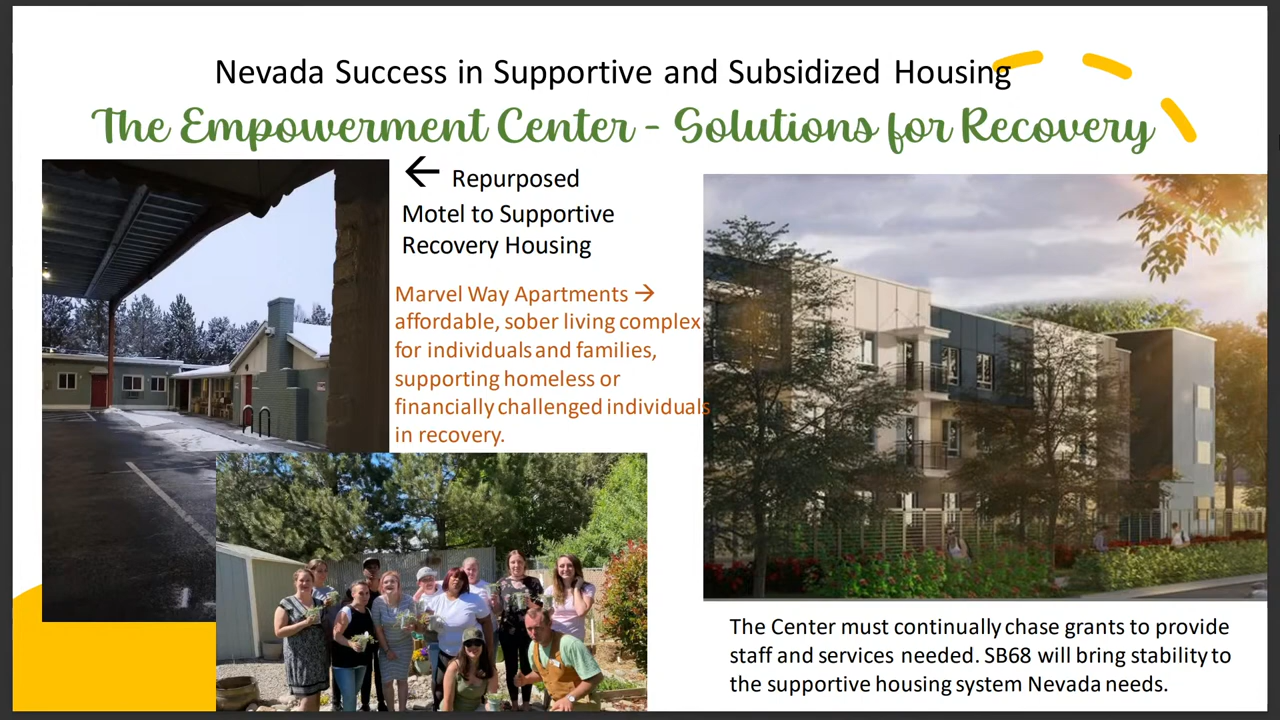 Nevada Success in Supportive and Subsidized Housing
The Empowerment Center - Solutions for Recovery
← Repurposed
Motel to Supportive
Recovery Housing
Marvel Way Apartments →
affordable, sober living complex
for individuals and families,
supporting homeless or
financially challenged individuals
in recovery.
The Center must continually chase grants to provide
staff and services needed. SB68 will bring stability to
the supportive housing system Nevada needs.